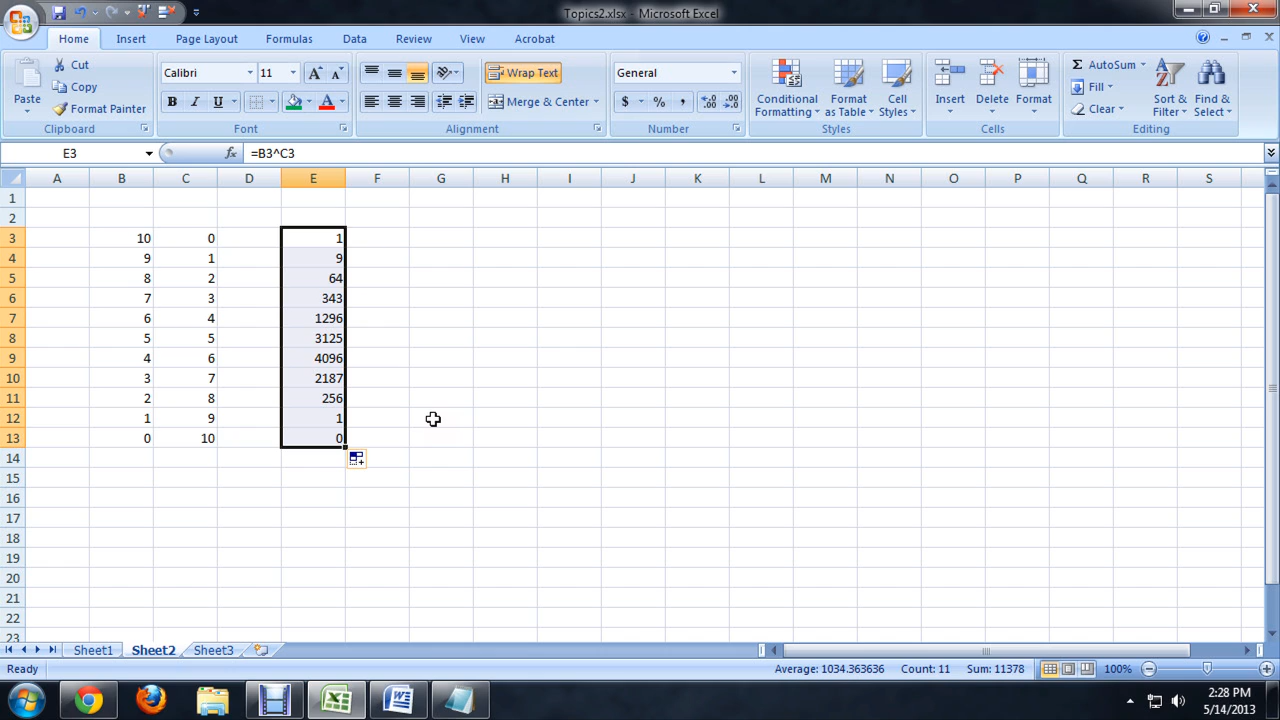 Topics2.xlsx - Microsoft Excel
Home Insert Page Layout Formulas Data Review View Acrobat
Paste
Cut
Copy
Format Painter
Clipboard
Calibri 11
B I U
Font
Wrap Text
Merge & Center
Alignment
General
$ % ,
Number
Conditional Formatting
Format as Table
Cell Styles
Styles
Insert Delete Format
Cells
Σ AutoSum
Fill
Clear
Sort & Filter
Find & Select
Editing
E3 fx =B3^C3
A B C D E F G H I J K L M N O P Q R S
1
2
3 10 0 1
4 9 1 9
5 8 2 64
6 7 3 343
7 6 4 1296
8 5 5 3125
9 4 6 4096
10 3 7 2187
11 2 8 256
12 1 9 1
13 0 10 0
14
15
16
17
18
19
20
21
22
23
Sheet1 Sheet2 Sheet3
Ready Average: 1034.363636 Count: 11 Sum: 11378 100%
2:28 PM
5/14/2013